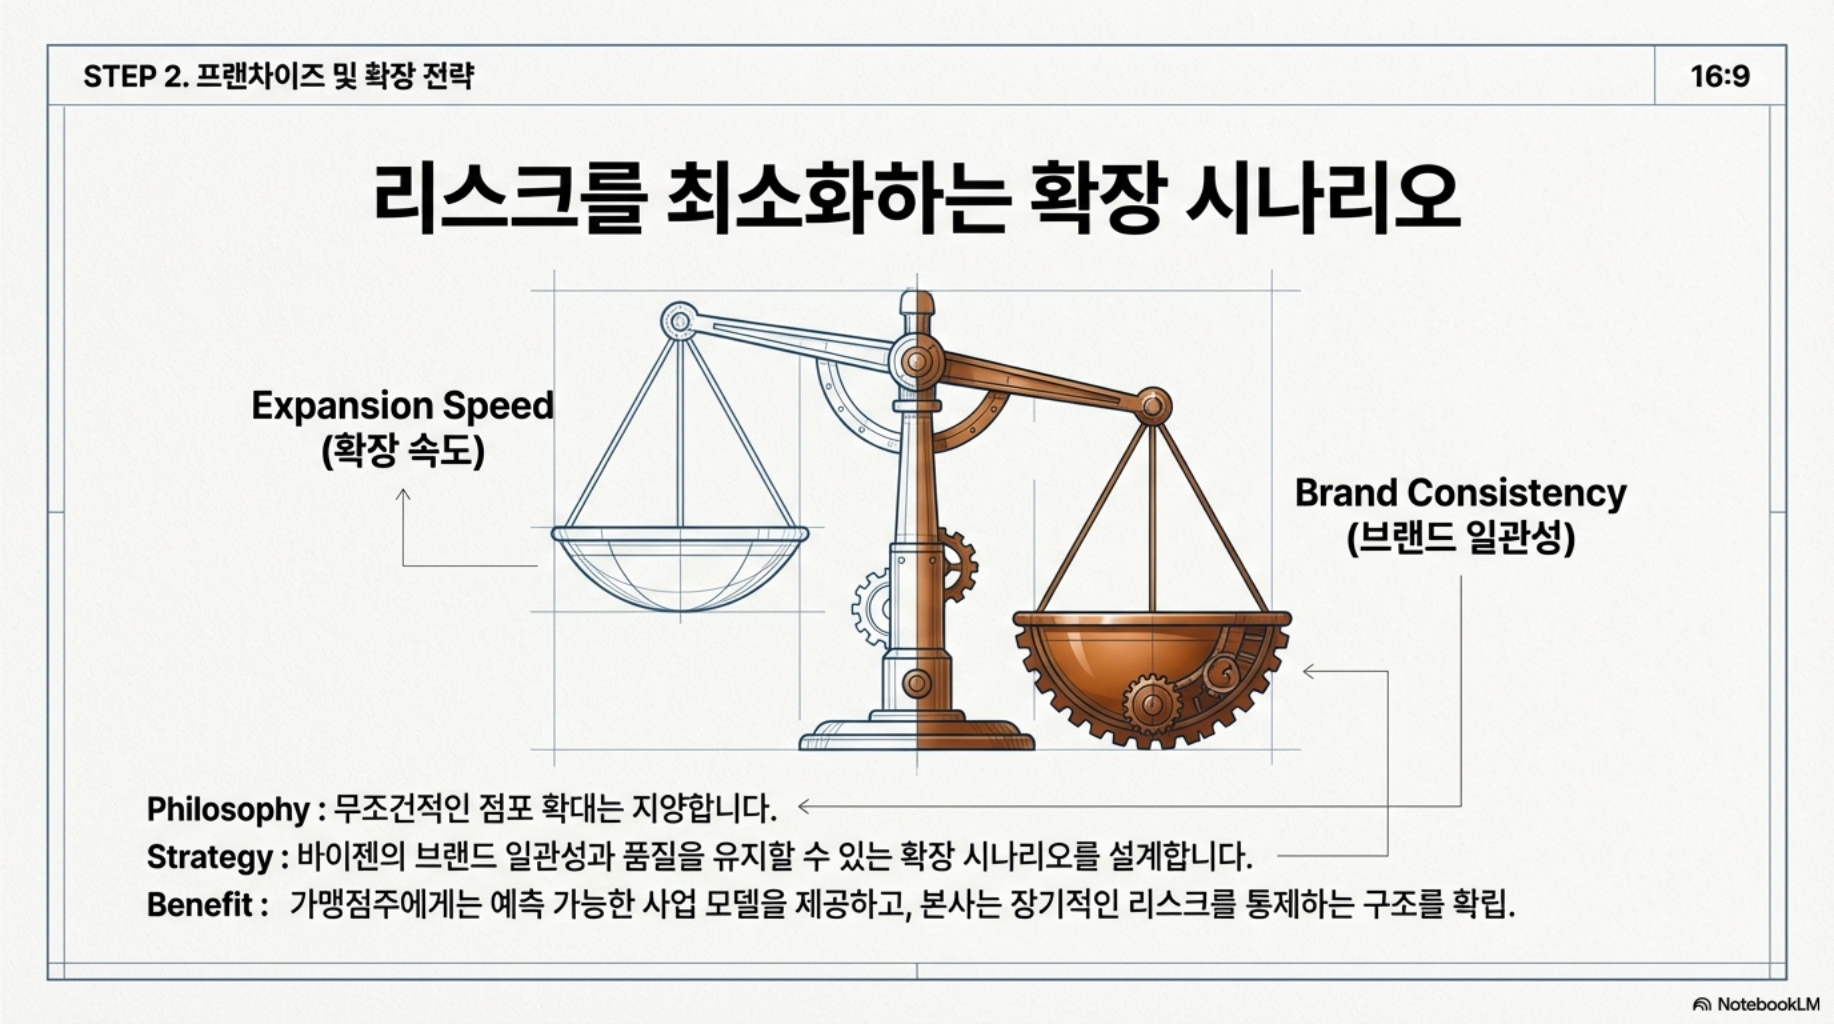 STEP 2. 프랜차이즈 및 확장 전략
16:9
리스크를 최소화하는 확장 시나리오
Expansion Speed
(확장 속도)
Brand Consistency
(브랜드 일관성)
Philosophy : 무조건적인 점포 확대는 지양합니다.
Strategy : 바이젠의 브랜드 일관성과 품질을 유지할 수 있는 확장 시나리오를 설계합니다.
Benefit : 가맹점주에게는 예측 가능한 사업 모델을 제공하고, 본사는 장기적인 리스크를 통제하는 구조를 확립.
NotebookLM